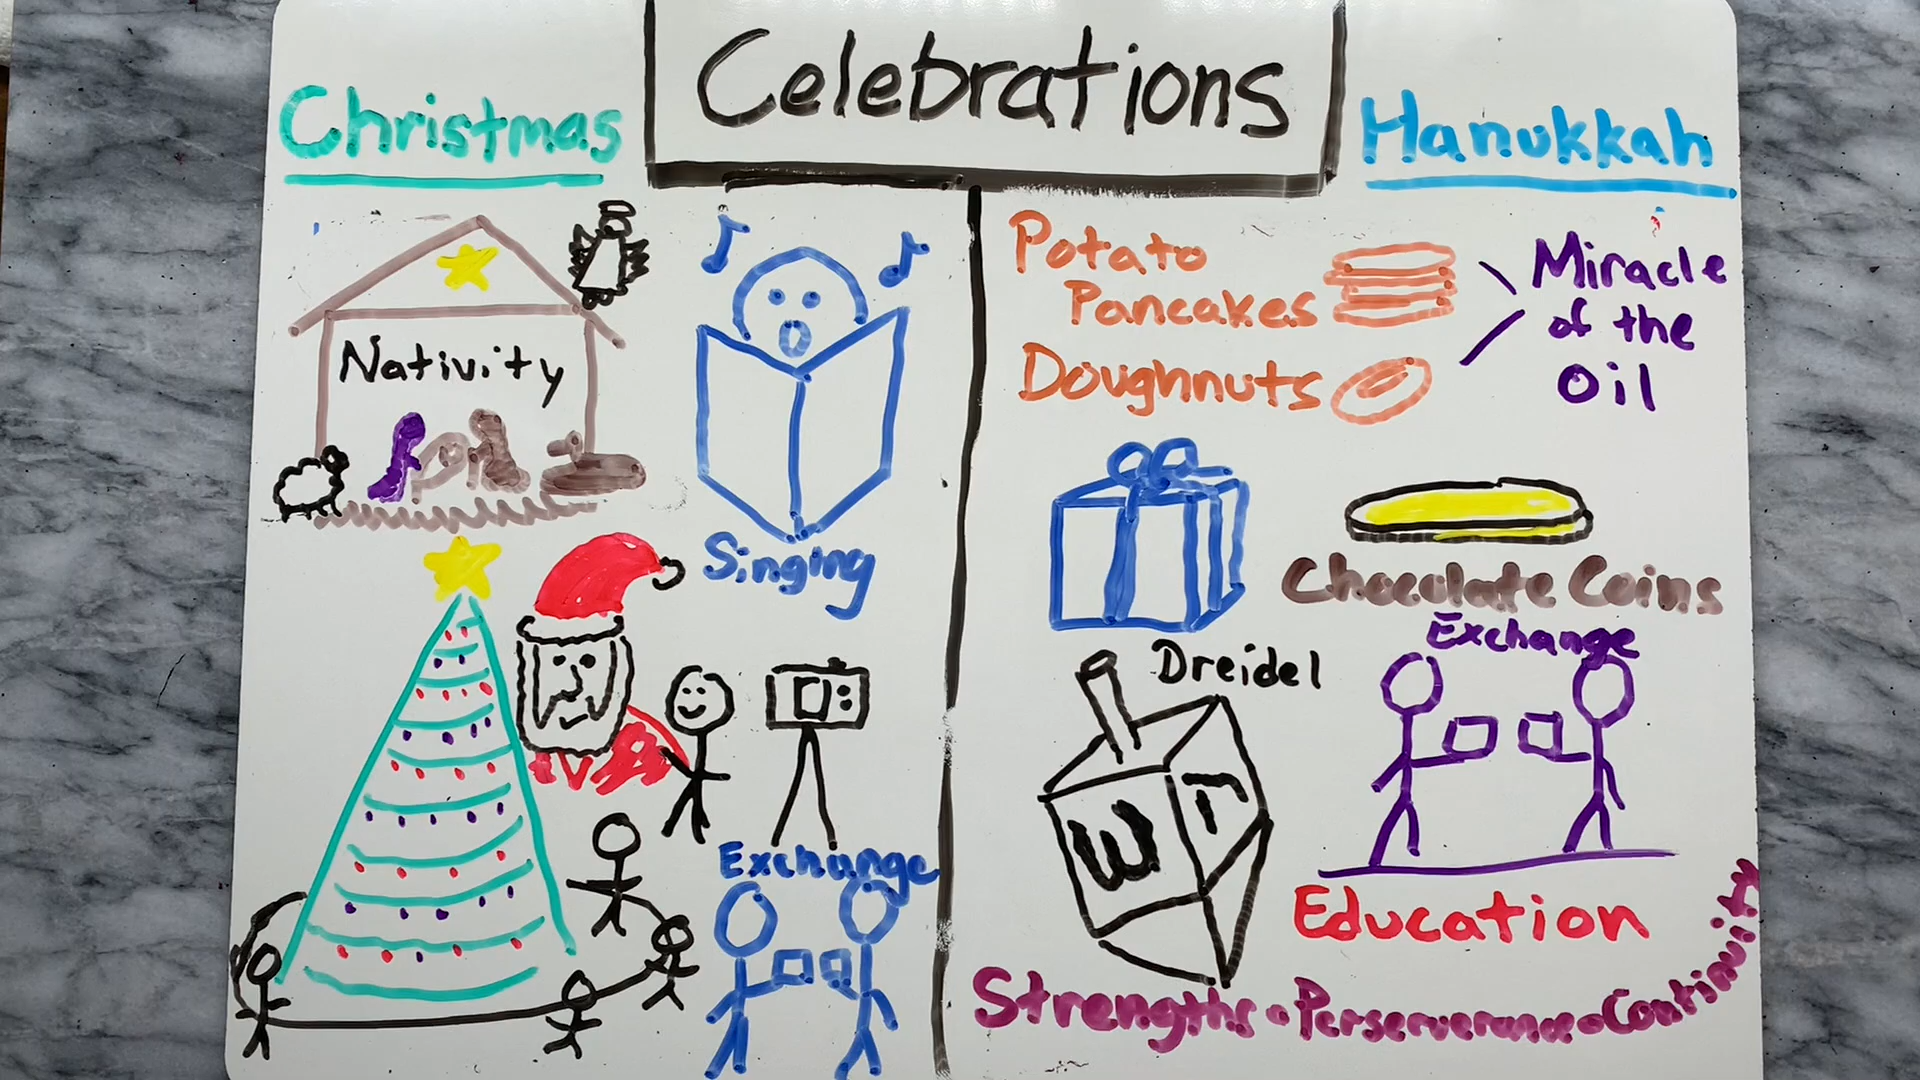 Celebrations
Christmas
Nativity
Singing
Exchange
Hanukkah
Potato
Pancakes
Doughnuts
Miracle
of the
Oil
Chocolate Coins
Exchange
Dreidel
ש ר
Education
Strengths • Perserverance • Continuity